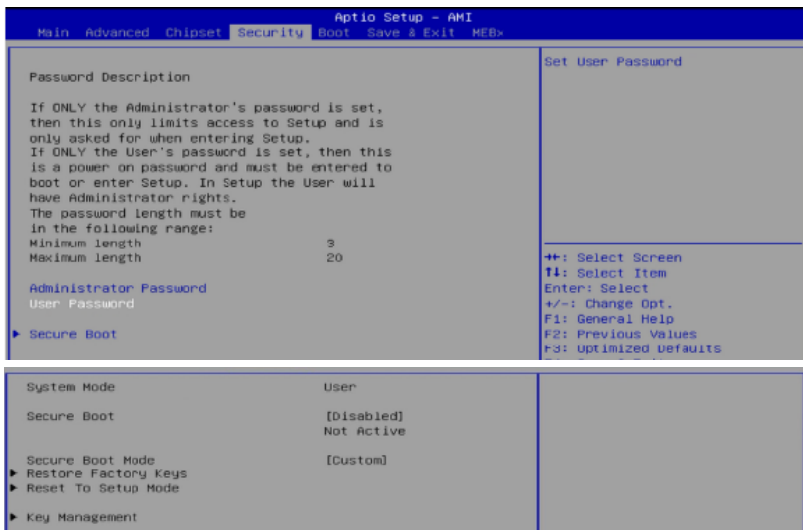 Aptio Setup - AMI
Main Advanced Chipset Security Boot Save & Exit MEBx
Password Description
If ONLY the Administrator's password is set,
then this only limits access to Setup and is
only asked for when entering Setup.
If ONLY the User's password is set, then this
is a power on password and must be entered to
boot or enter Setup. In Setup the User will
have Administrator rights.
The password length must be
in the following range:
Minimum length 3
Maximum length 20
Administrator Password
User Password
Secure Boot
Set User Password
→←: Select Screen
↑↓: Select Item
Enter: Select
+/-: Change Opt.
F1: General Help
F2: Previous Values
F3: Optimized Defaults
System Mode User
Secure Boot [Disabled]
Not Active
Secure Boot Mode [Custom]
Restore Factory Keys
Reset To Setup Mode
Key Management